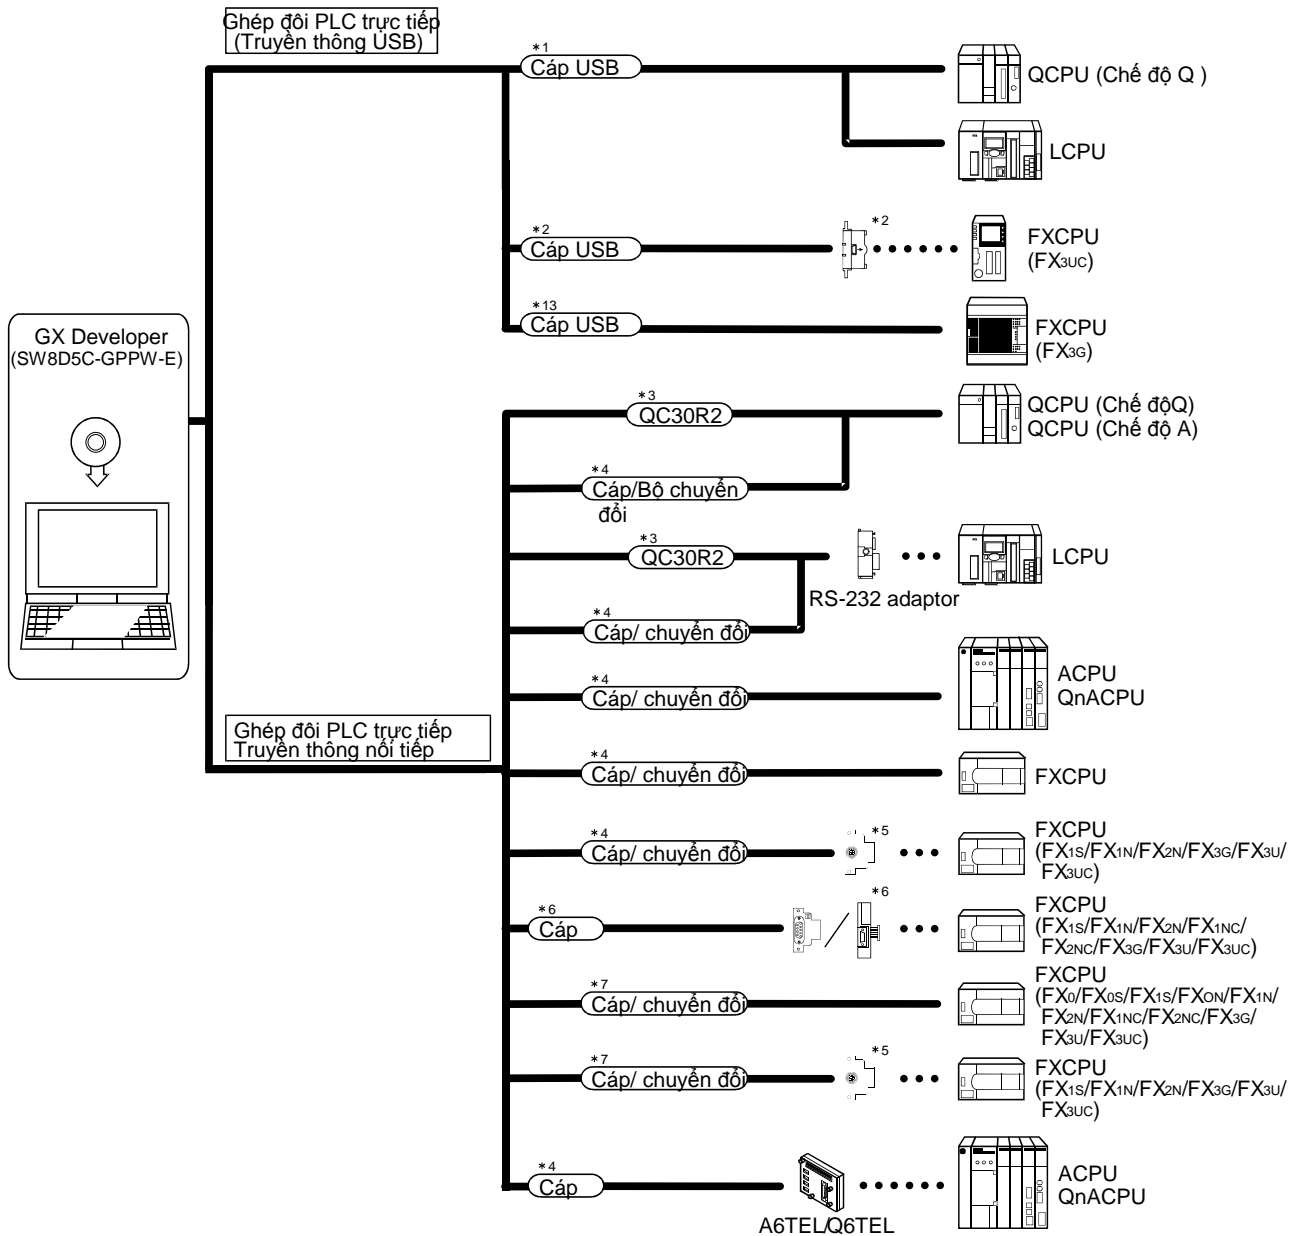 Ghép đôi PLC trực tiếp
(Truyền thông USB)
*1
Cáp USB
QCPU (Chế độ Q )
LCPU
*2
Cáp USB
*2
FXCPU
(FX3UC)
*13
Cáp USB
FXCPU
(FX3G)
GX Developer
(SW8D5C-GPPW-E)
*3
QC30R2
QCPU (Chế độQ)
QCPU (Chế độ A)
*4
Cáp/Bộ chuyển
đổi
*3
QC30R2
LCPU
RS-232 adaptor
*4
Cáp/ chuyển đổi
*4
Cáp/ chuyển đổi
ACPU
QnACPU
Ghép đôi PLC trực tiếp
Truyền thông nối tiếp
*4
Cáp/ chuyển đổi
FXCPU
*4
Cáp/ chuyển đổi
*5
FXCPU
(FX1S/FX1N/FX2N/FX3G/FX3U/
FX3UC)
*6
Cáp
*6
FXCPU
(FX1S/FX1N/FX2N/FX1NC/
FX2NC/FX3G/FX3U/FX3UC)
*7
Cáp/ chuyển đổi
FXCPU
(FX0/FX0S/FX1S/FXON/FX1N/
FX2N/FX1NC/FX2NC/FX3G/
FX3U/FX3UC)
*7
Cáp/ chuyển đổi
*5
FXCPU
(FX1S/FX1N/FX2N/FX3G/FX3U/
FX3UC)
*4
Cáp
A6TEL/Q6TEL
ACPU
QnACPU